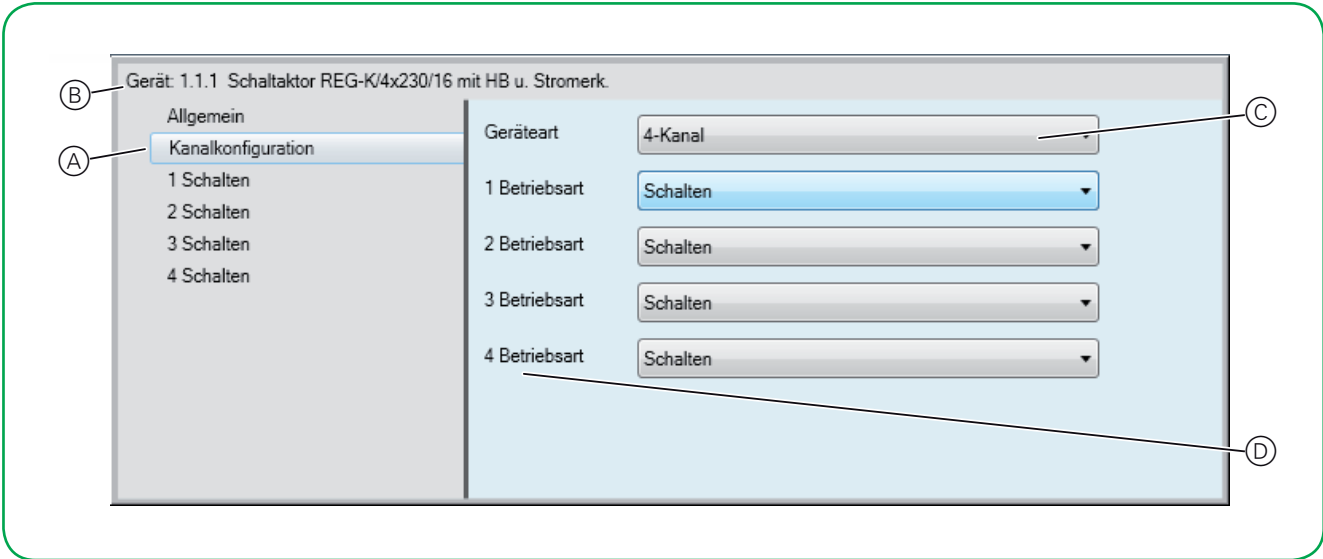 Gerät: 1.1.1 Schaltaktor REG-K/4x230/16 mit HB u. Stromerk.
B
Allgemein
A
Kanalkonfiguration
1 Schalten
2 Schalten
3 Schalten
4 Schalten
Geräteart 4-Kanal
C
1 Betriebsart Schalten
2 Betriebsart Schalten
3 Betriebsart Schalten
4 Betriebsart Schalten
D